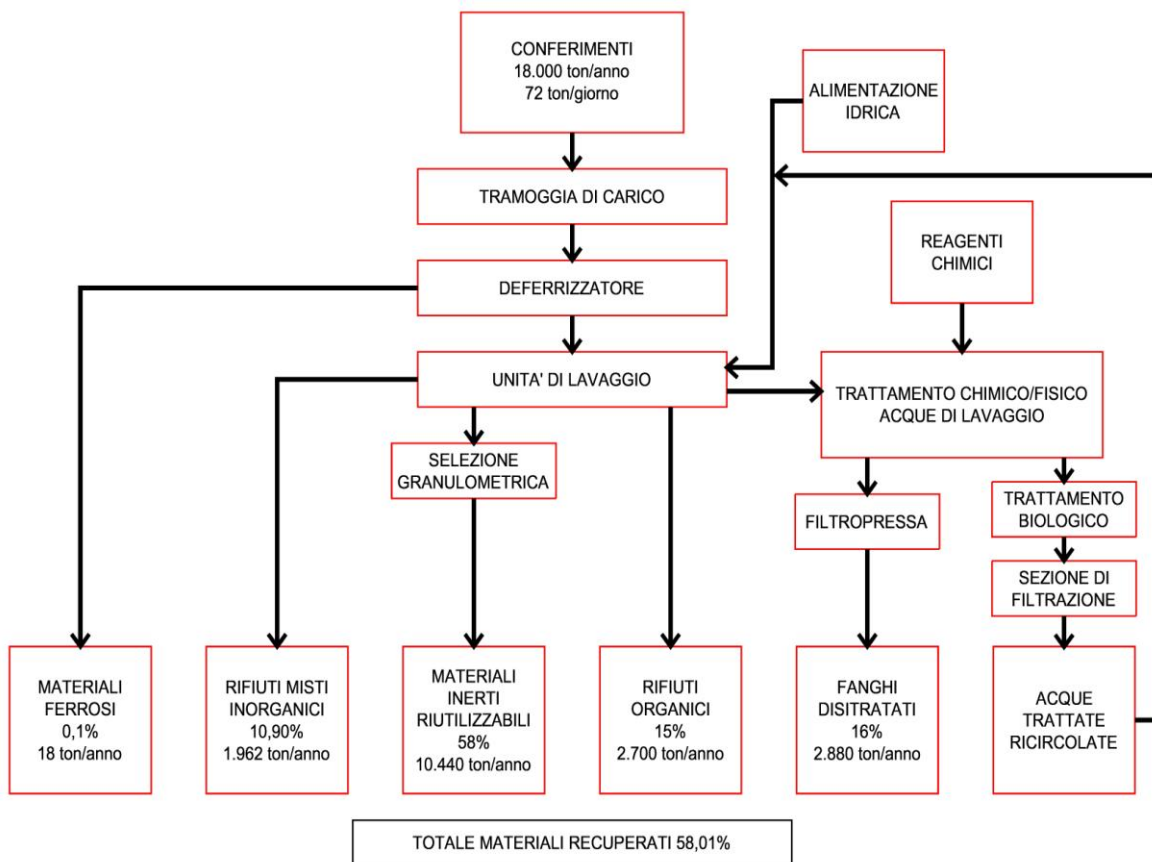 CONFERIMENTI
18.000 ton/anno
72 ton/giorno
ALIMENTAZIONE
IDRICA
TRAMOGGIA DI CARICO
REAGENTI
CHIMICI
DEFERRIZZATORE
UNITA' DI LAVAGGIO
TRATTAMENTO CHIMICO/FISICO
ACQUE DI LAVAGGIO
SELEZIONE
GRANULOMETRICA
FILTROPRESSA
TRATTAMENTO
BIOLOGICO
SEZIONE DI
FILTRAZIONE
MATERIALI
FERROSI
0,1%
18 ton/anno
RIFIUTI MISTI
INORGANICI
10,90%
1.962 ton/anno
MATERIALI
INERTI
RIUTILIZZABILI
58%
10.440 ton/anno
RIFIUTI
ORGANICI
15%
2.700 ton/anno
FANGHI
DISITRATATI
16%
2.880 ton/anno
ACQUE
TRATTATE
RICIRCOLATE
TOTALE MATERIALI RECUPERATI 58,01%